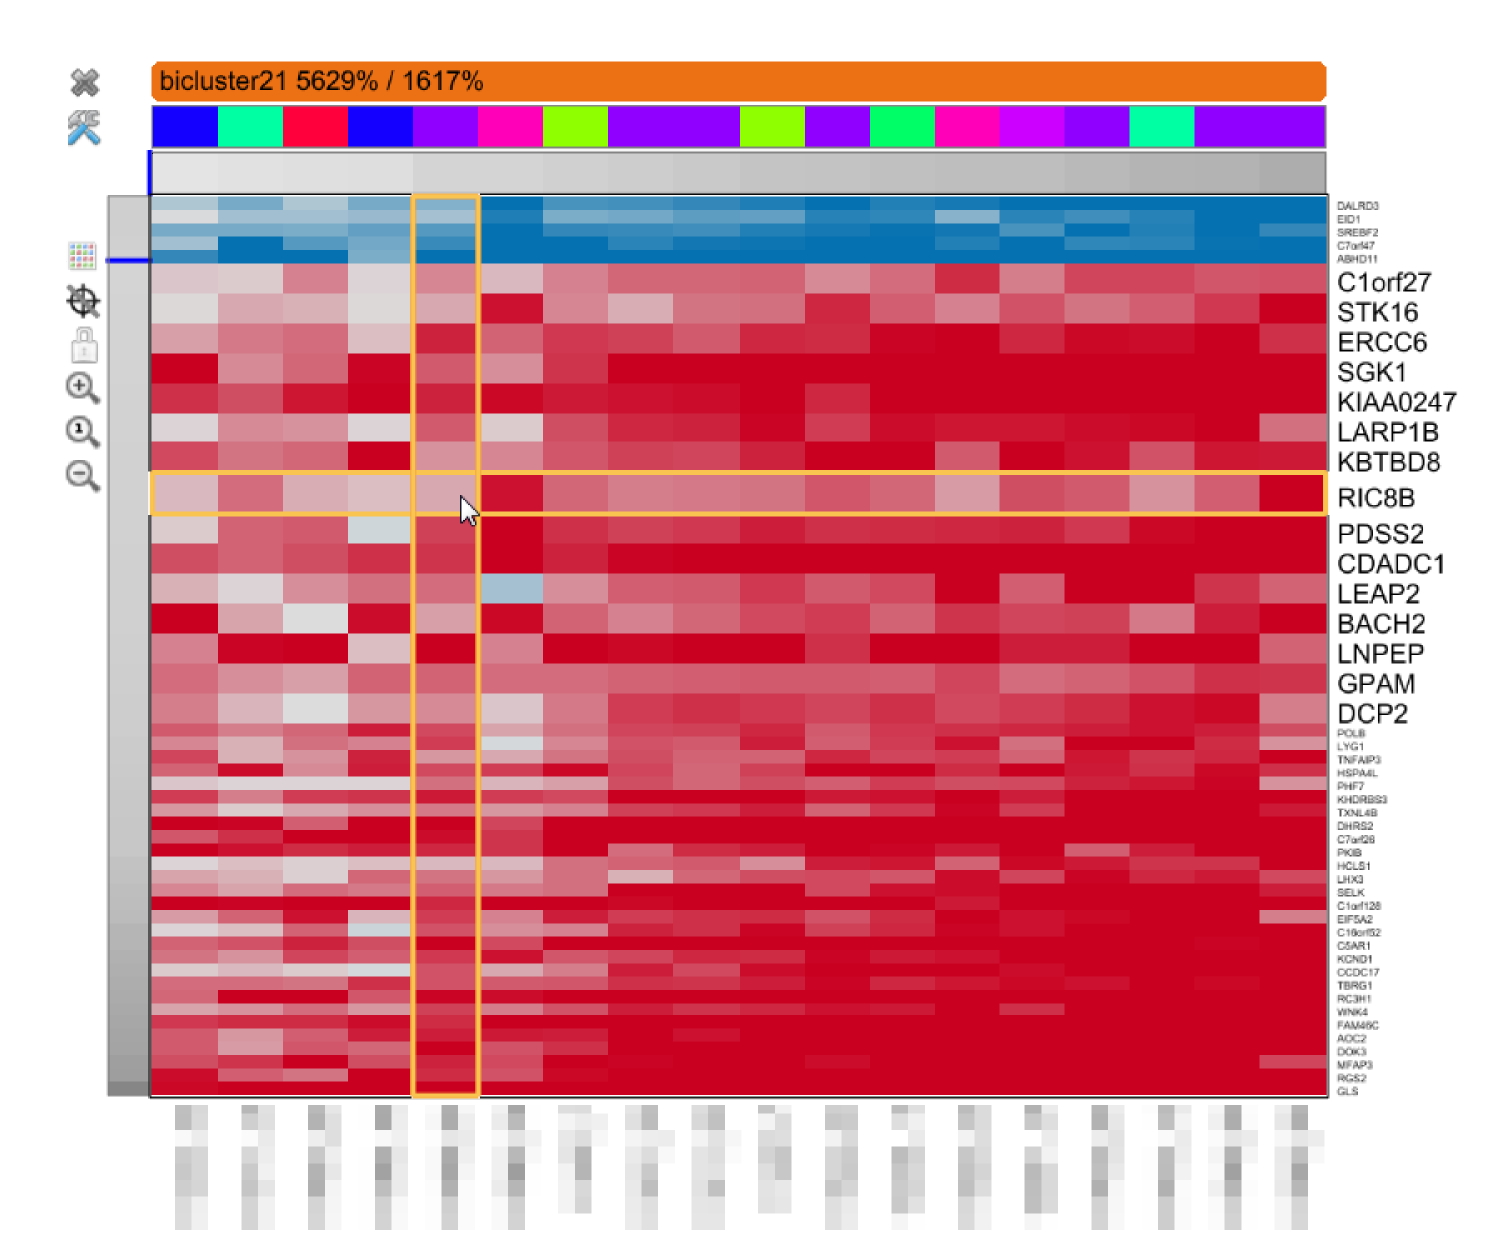 bicluster21 5629% / 1617%
DALRD3
EID1
SREBF2
C7orf47
ABHD11
C1orf27
STK16
ERCC6
SGK1
KIAA0247
LARP1B
KBTBD8
RIC8B
PDSS2
CDADC1
LEAP2
BACH2
LNPEP
GPAM
DCP2
POLB
LYG1
TNFAIP3
HSPA4L
PHF7
KHDRBS3
TXNL4B
DHRS2
C7orf26
PKIB
HCLS1
LHX3
SELK
C1orf128
EIF5A2
C16orf52
C5AR1
KCND1
CCDC17
TBRG1
RC3H1
WNK4
FAM46C
AOC2
DOK3
MFAP3
RGS2
GLS
1